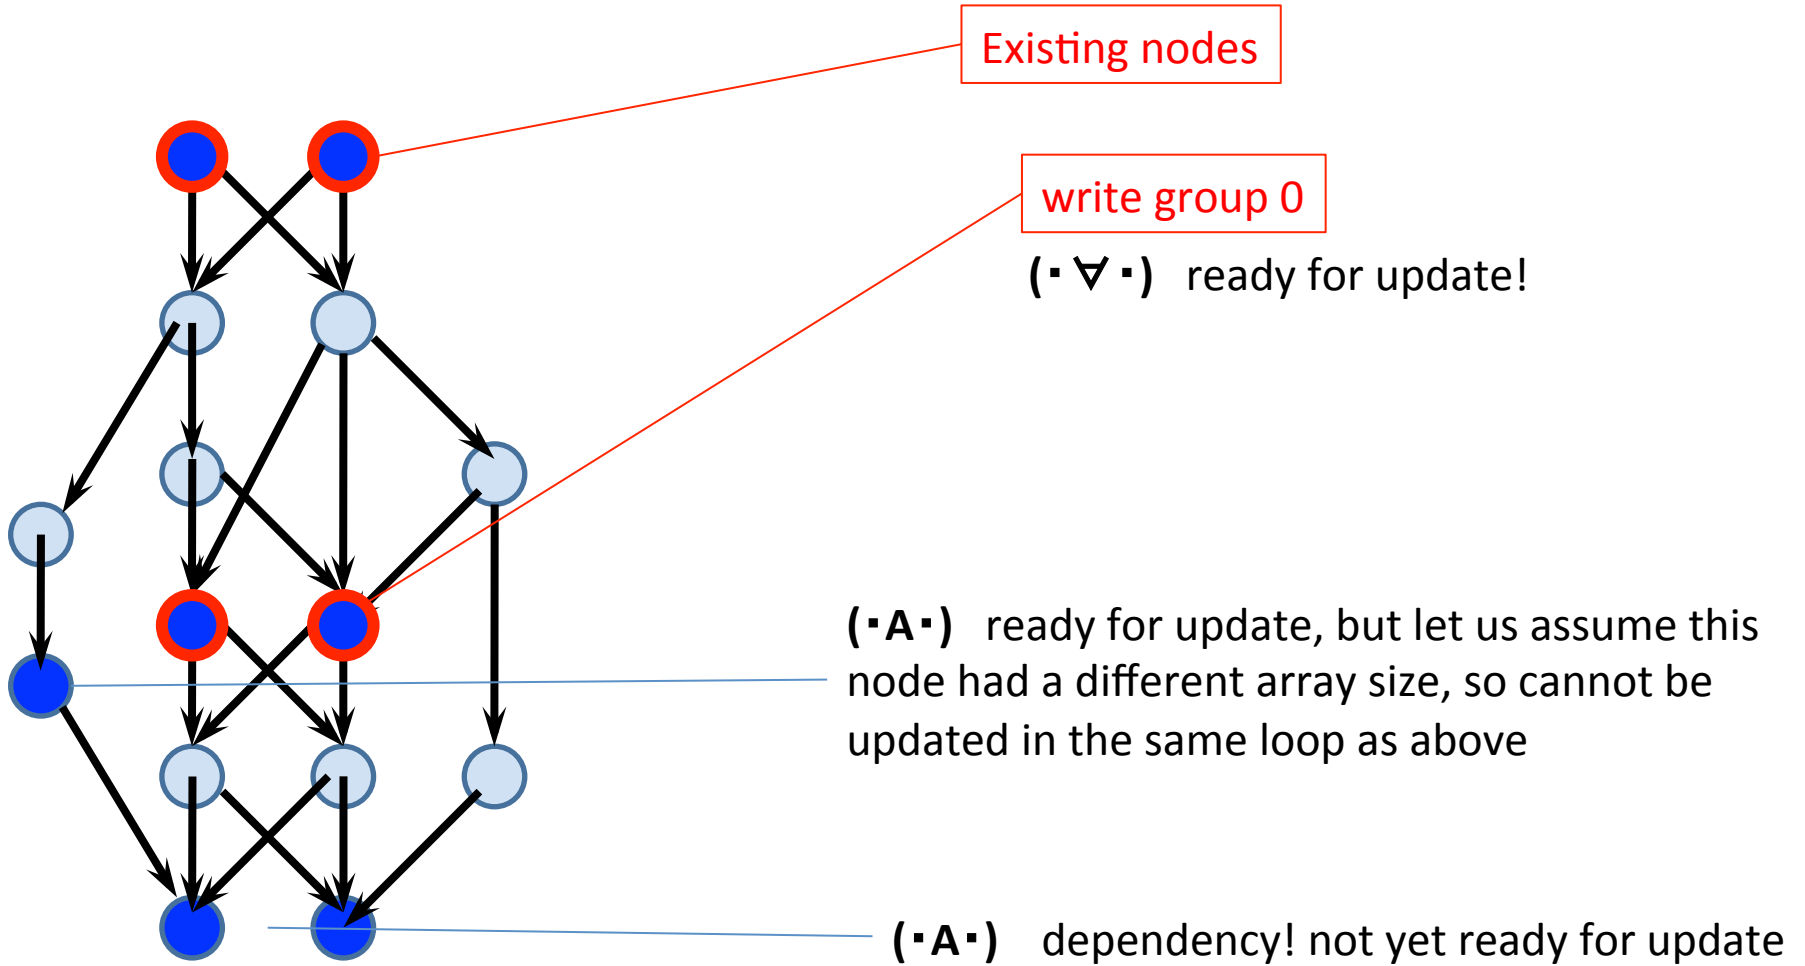 Existing nodes
write group 0
(・∀・) ready for update!
(・A・) ready for update, but let us assume this
node had a different array size, so cannot be
updated in the same loop as above
(・A・) dependency! not yet ready for update